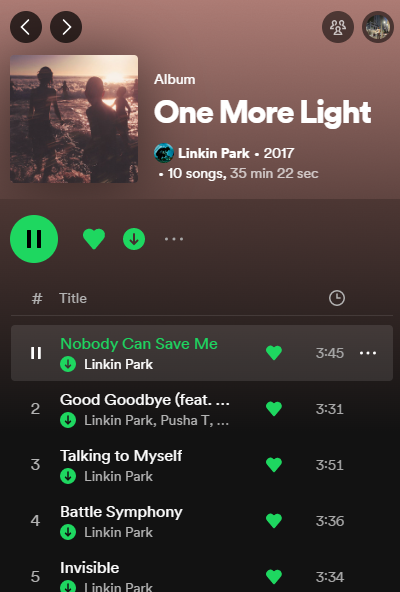 Album
One More Light
Linkin Park • 2017
• 10 songs, 35 min 22 sec
# Title
Nobody Can Save Me 3:45
Linkin Park
2 Good Goodbye (feat. ... 3:31
Linkin Park, Pusha T, ...
3 Talking to Myself 3:51
Linkin Park
4 Battle Symphony 3:36
Linkin Park
5 Invisible 3:34
Linkin Park